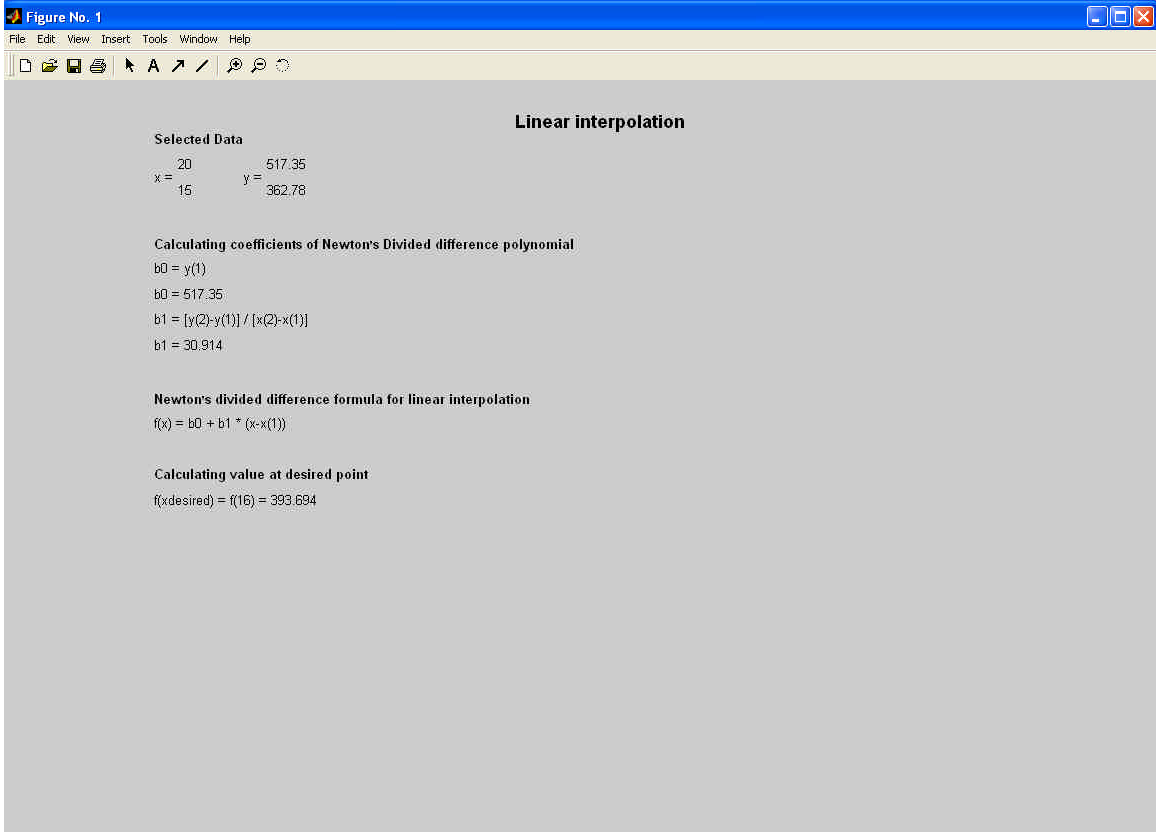 Figure No. 1
File Edit View Insert Tools Window Help
A
Linear interpolation
Selected Data
20 517.35
x = y =
15 362.78
Calculating coefficients of Newton's Divided difference polynomial
b0 = y(1)
b0 = 517.35
b1 = [y(2)-y(1)] / [x(2)-x(1)]
b1 = 30.914
Newton's divided difference formula for linear interpolation
f(x) = b0 + b1 * (x-x(1))
Calculating value at desired point
f(xdesired) = f(16) = 393.694